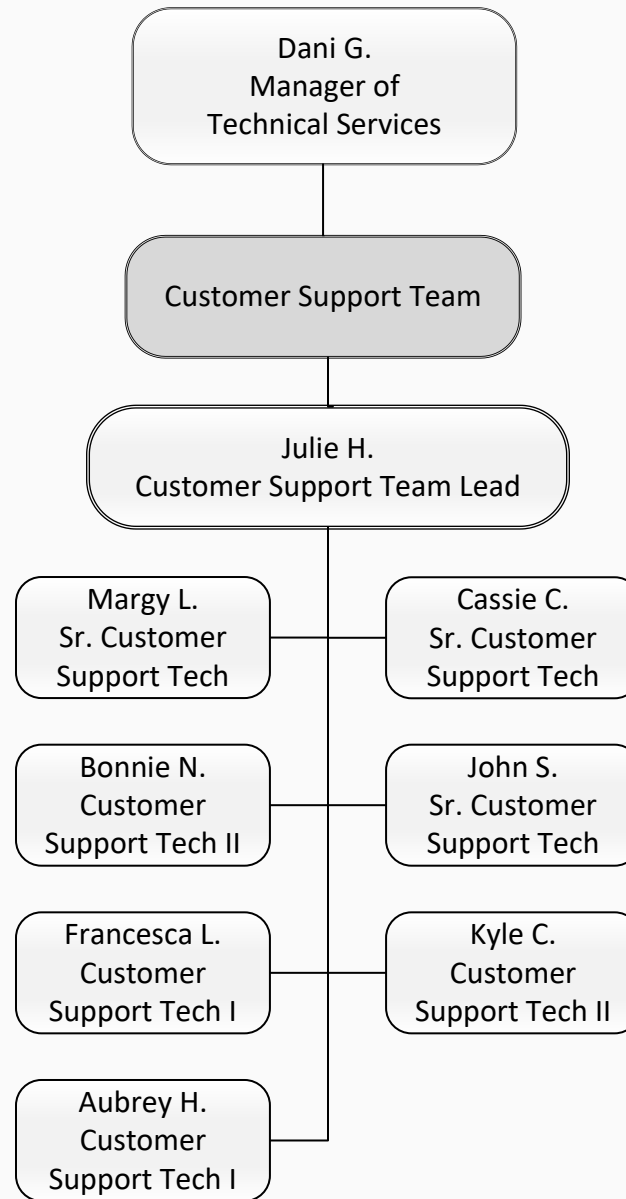 Dani G.
Manager of
Technical Services
Customer Support Team
Julie H.
Customer Support Team Lead
Margy L.
Sr. Customer
Support Tech
Cassie C.
Sr. Customer
Support Tech
Bonnie N.
Customer
Support Tech II
John S.
Sr. Customer
Support Tech
Francesca L.
Customer
Support Tech I
Kyle C.
Customer
Support Tech II
Aubrey H.
Customer
Support Tech I